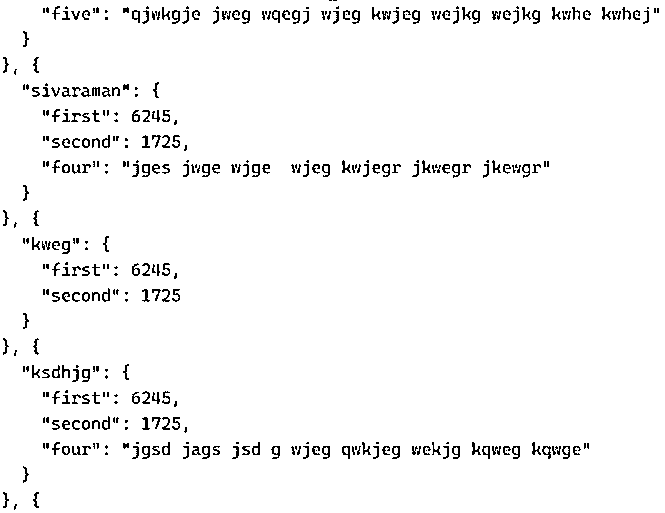 "five": "qjwkgje jweg wqegj wjeg kwjeg wejkg wejkg kwhe kwhej"
}
}, {
"sivaraman": {
"first": 6245,
"second": 1725,
"four": "jges jwge wjge  wjeg kwjegr jkwegr jkewgr"
}
}, {
"kweg": {
"first": 6245,
"second": 1725
}
}, {
"ksdhjg": {
"first": 6245,
"second": 1725,
"four": "jgsd jags jsd g wjeg qwkjeg wekjg kqweg kqwge"
}
}, {